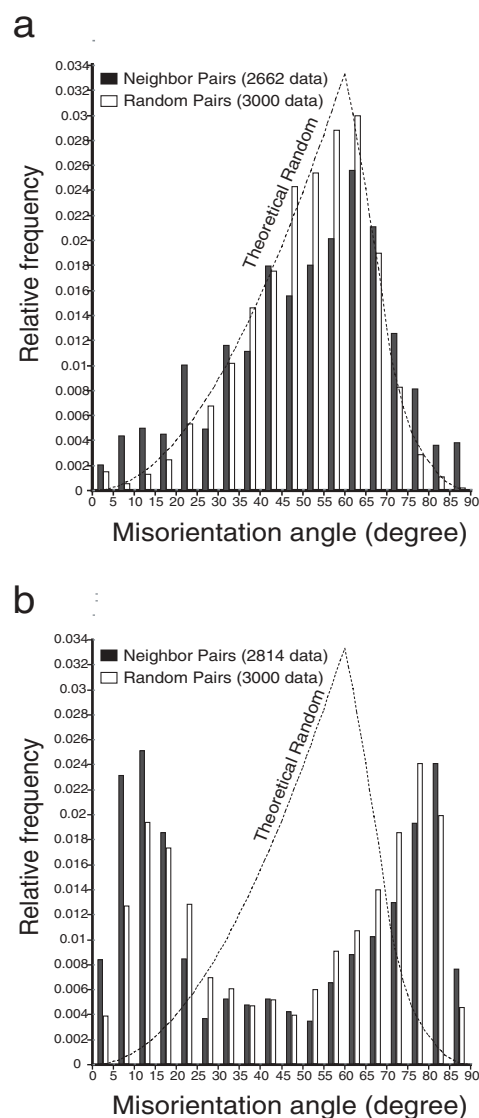 a
0.034
Neighbor Pairs (2662 data)
0.032
Random Pairs (3000 data)
0.03
0.028
0.026
0.024
0.022
0.02
0.018
0.016
0.014
0.012
0.01
0.008
0.006
0.004
0.002
0
Relative frequency
Theoretical Random
0 5 10 15 20 25 30 35 40 45 50 55 60 65 70 75 80 85 90
Misorientation angle (degree)
b
0.034
Neighbor Pairs (2814 data)
0.032
Random Pairs (3000 data)
0.03
0.028
0.026
0.024
0.022
0.02
0.018
0.016
0.014
0.012
0.01
0.008
0.006
0.004
0.002
0
Relative frequency
Theoretical Random
0 5 10 15 20 25 30 35 40 45 50 55 60 65 70 75 80 85 90
Misorientation angle (degree)